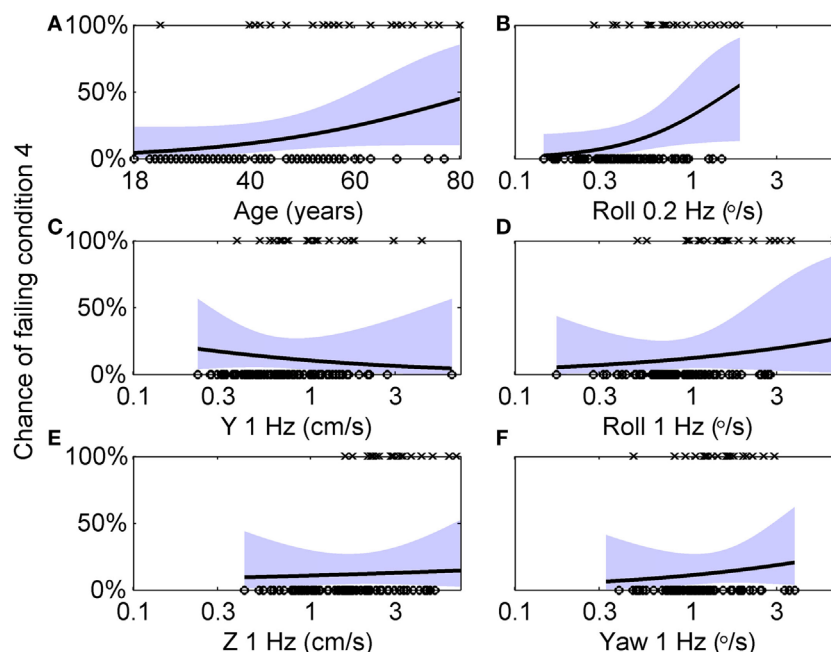 A
100%
50%
0%
18
40
60
80
Age (years)
B
0.1
0.3
1
3
Roll 0.2 Hz (o/s)
Chance of failing condition 4
C
100%
50%
0%
0.1
0.3
1
3
Y 1 Hz (cm/s)
D
0.1
0.3
1
3
Roll 1 Hz (o/s)
E
100%
50%
0%
0.1
0.3
1
3
Z 1 Hz (cm/s)
F
0.1
0.3
1
3
Yaw 1 Hz (o/s)